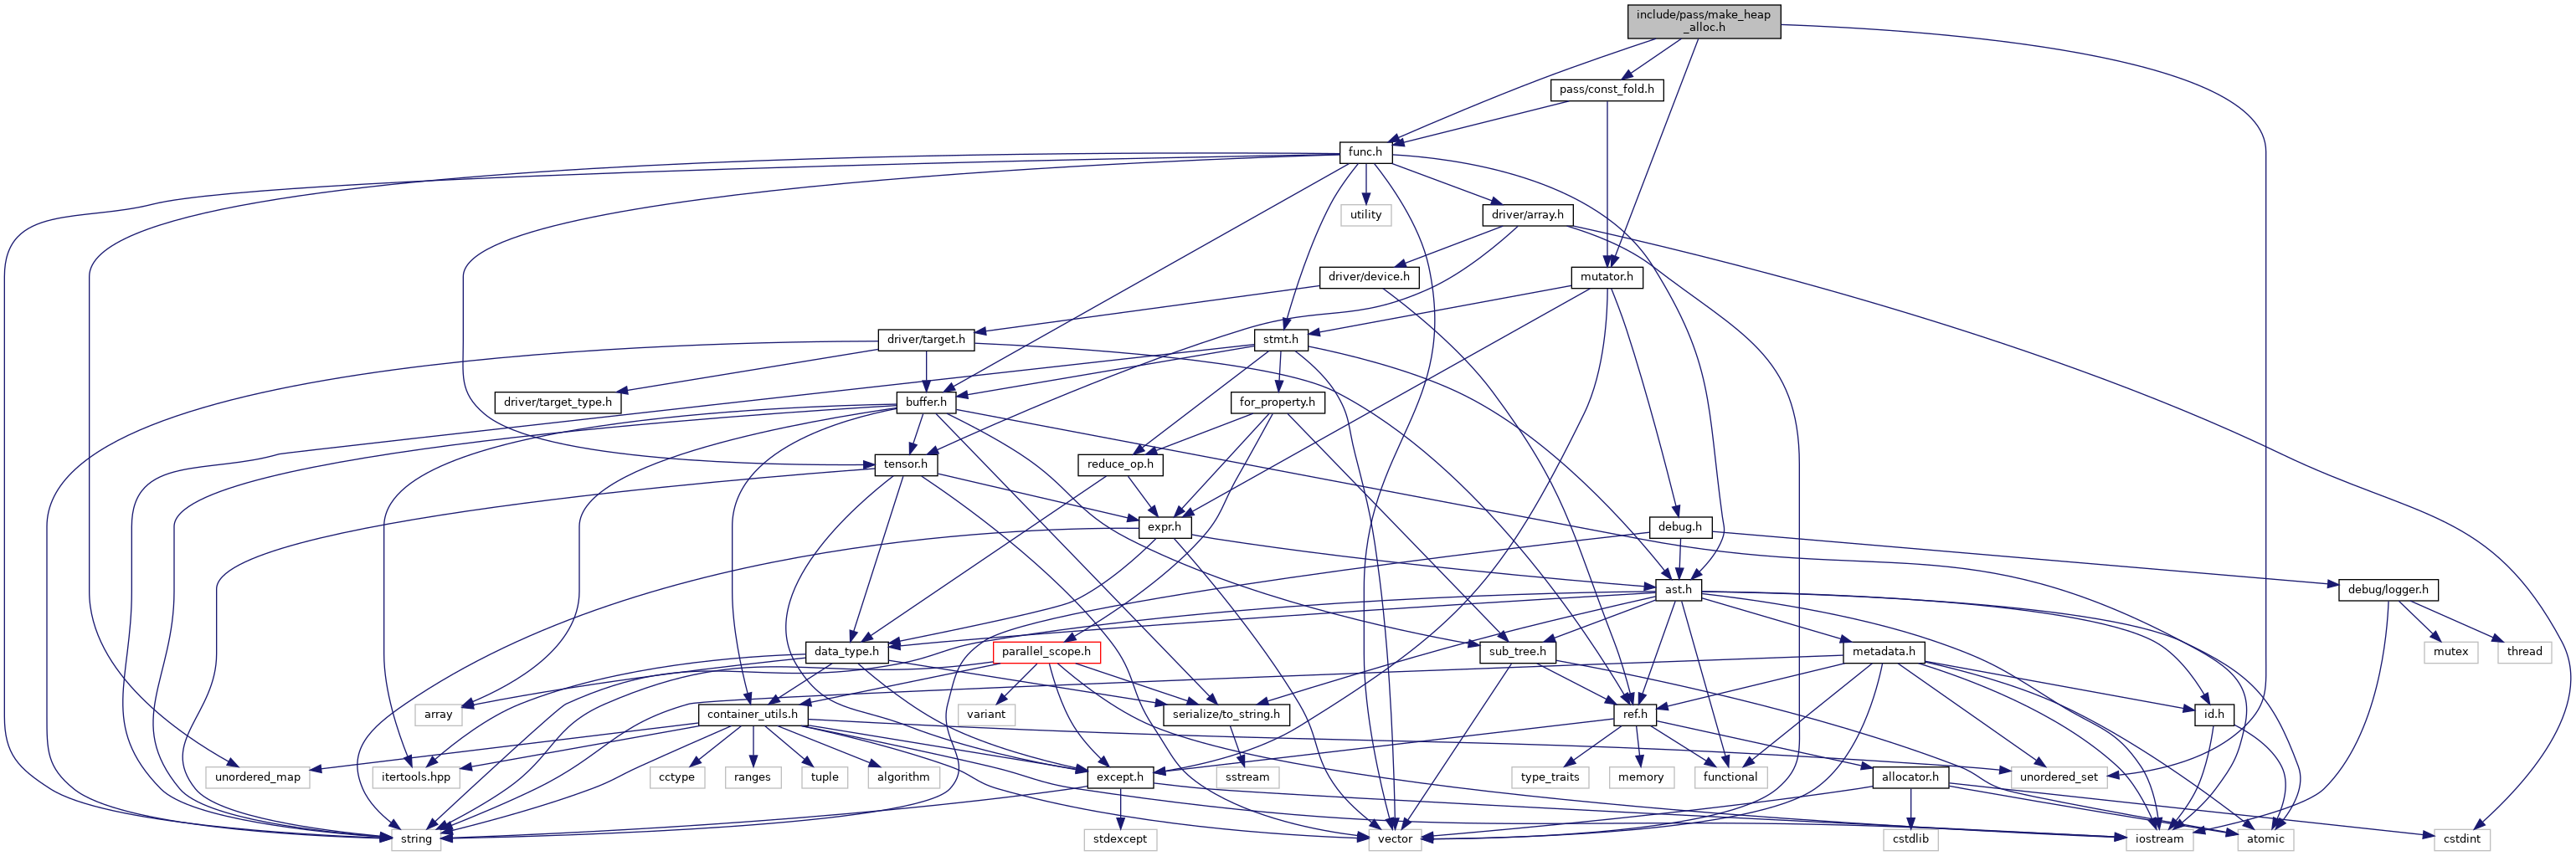 include/pass/make_heap
_alloc.h
pass/const_fold.h
func.h
utility
driver/array.h
driver/device.h
mutator.h
driver/target.h
stmt.h
driver/target_type.h
buffer.h
for_property.h
tensor.h
reduce_op.h
expr.h
debug.h
ast.h
debug/logger.h
data_type.h
parallel_scope.h
sub_tree.h
metadata.h
mutex
thread
array
container_utils.h
variant
serialize/to_string.h
ref.h
id.h
unordered_map
itertools.hpp
cctype
ranges
tuple
algorithm
except.h
sstream
type_traits
memory
functional
allocator.h
unordered_set
string
stdexcept
vector
cstdlib
iostream
atomic
cstdint